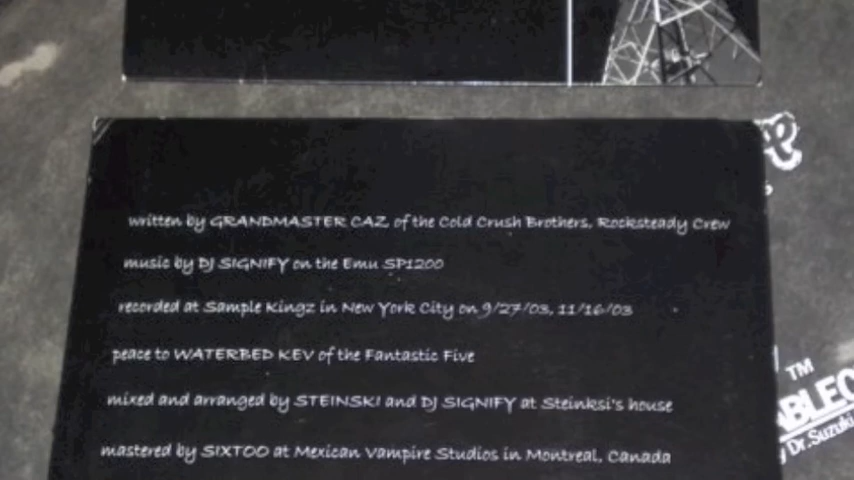 written by GRANDMASTER CAZ of the Cold Crush Brothers, Rocksteady Crew
music by DJ SIGNIFY on the Emu SP1200
recorded at Sample Kingz in New York City on 9/27/03, 11/16/03
peace to WATERBED KEV of the Fantastic Five
mixed and arranged by STEINSKI and DJ SIGNIFY at Steinksi's house
mastered by SIXTOO at Mexican Vampire Studios in Montreal, Canada
TM
Dr.Suzuki